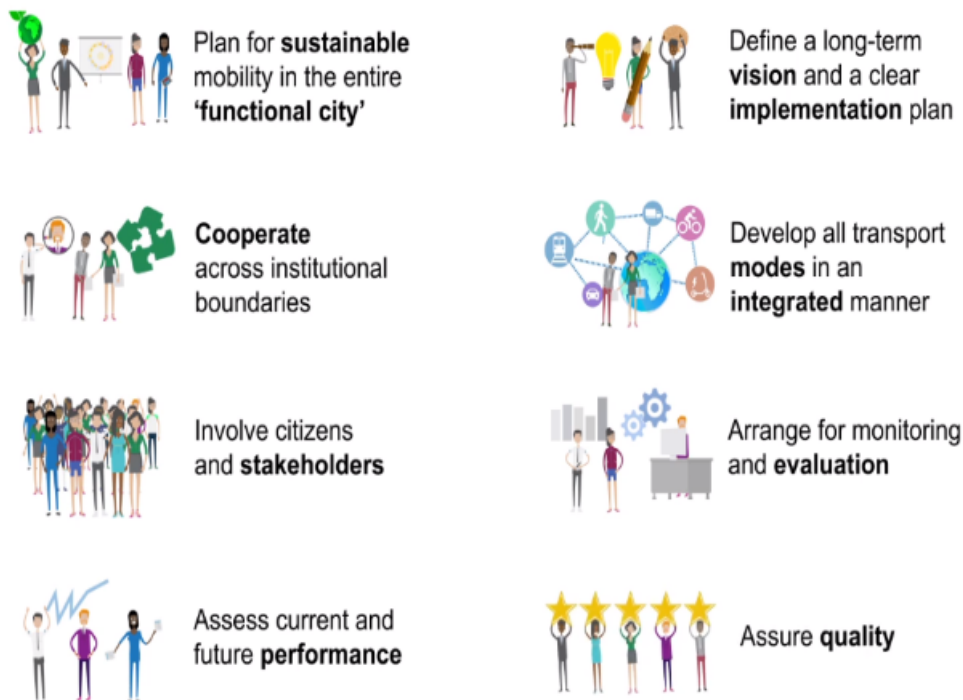 Plan for sustainable
mobility in the entire
‘functional city’
Define a long-term
vision and a clear
implementation plan
Cooperate
across institutional
boundaries
Develop all transport
modes in an
integrated manner
Involve citizens
and stakeholders
Arrange for monitoring
and evaluation
Assess current and
future performance
Assure quality